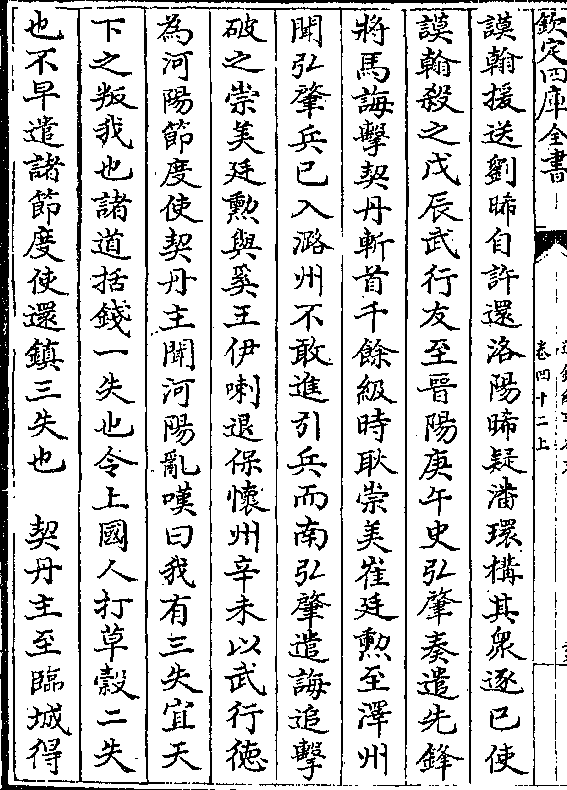 欽定四庫全書
卷四十二上
謨翰援送劉晞自許還洛陽晞疑潘環構其衆逐已使
謨翰殺之戊辰武行友至晉陽庚午史弘肇奏遣先鋒
將馬誨擊契丹斬首千餘級時耿崇美崔廷勲至澤州
聞弘肇兵已入潞州不敢進引兵而南弘肇遣誨追擊
破之崇美廷勲與奚王伊喇退保懷州辛未以武行德
為河陽節度使契丹主聞河陽亂嘆曰我有三失宜天
下之叛我也諸道括錢一失也令上國人打草穀二失
也不早遣諸節度使還鎮三失也　契丹主至臨城得